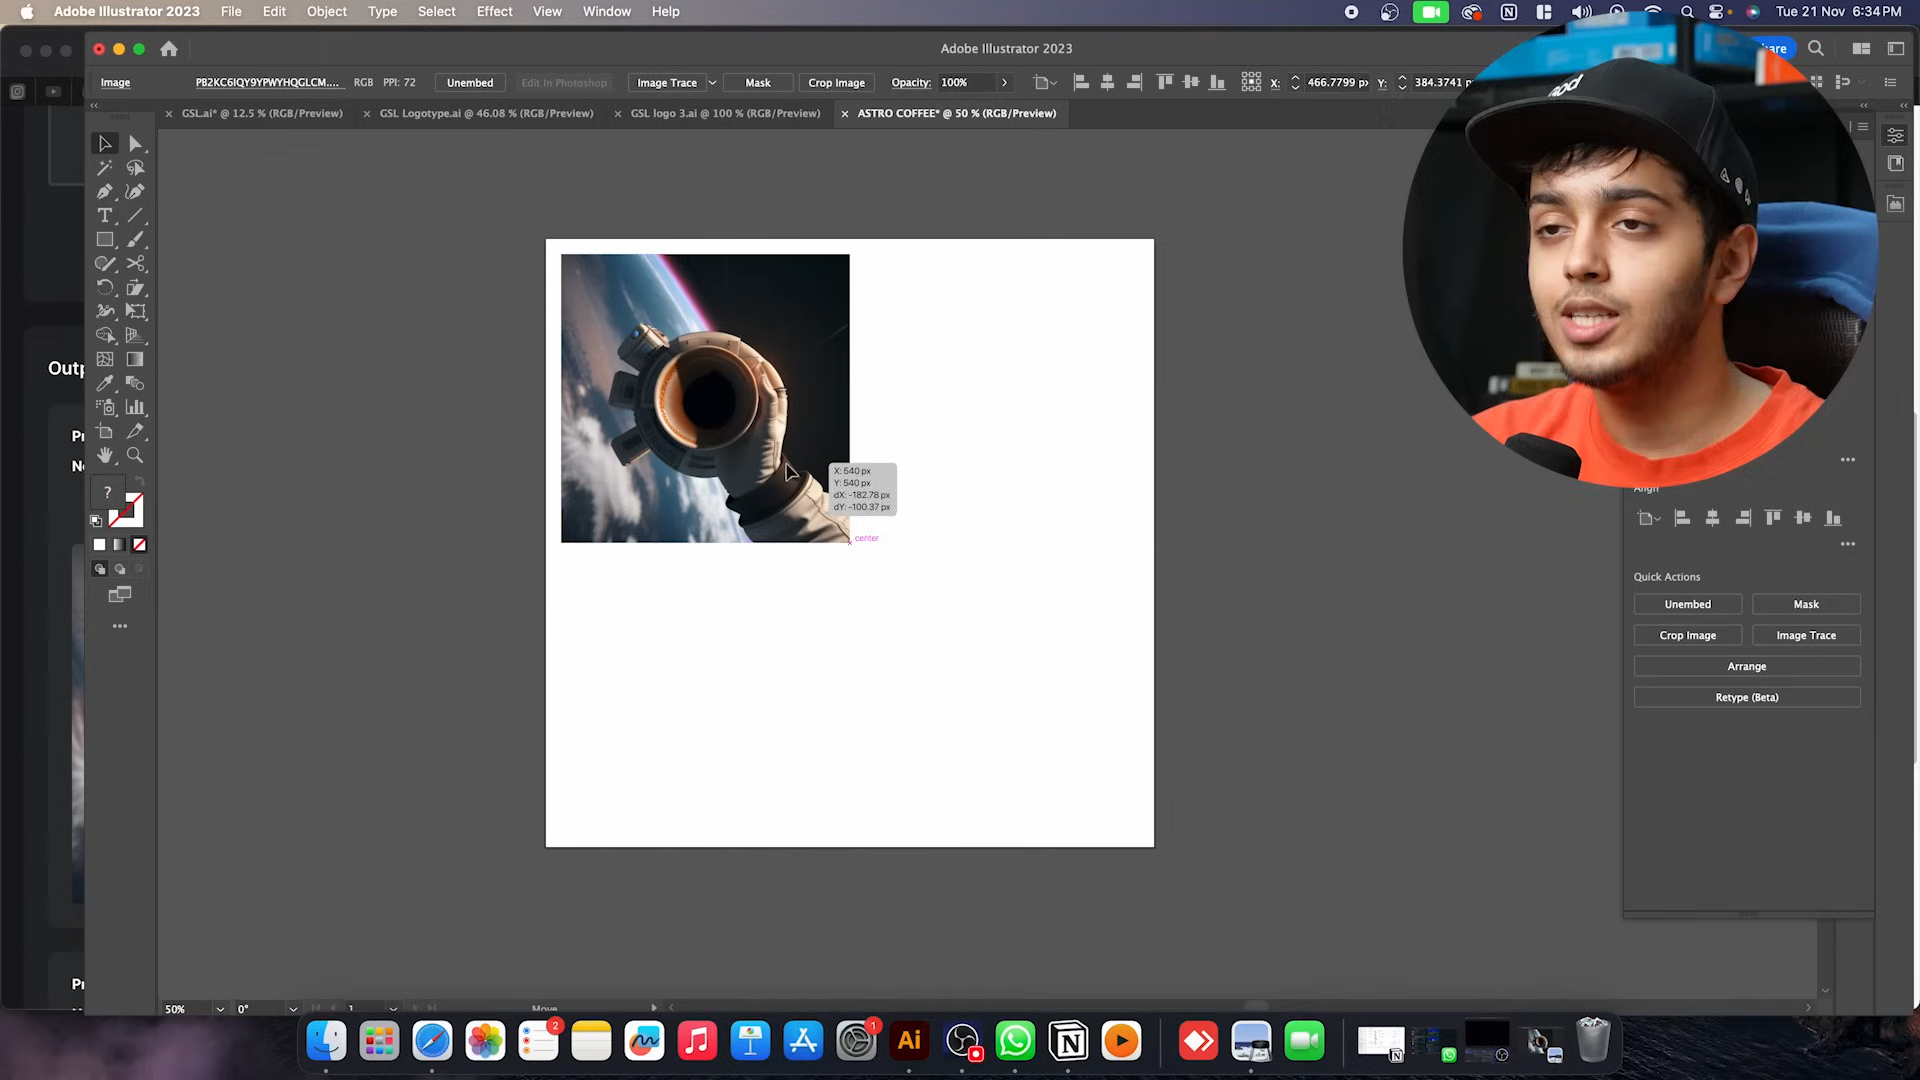 Adobe Illustrator 2023 File Edit Object Type Select Effect View Window Help Tue 21 Nov 6:34PM
Adobe Illustrator 2023
Image PB2KC6IQY9YPWYHQGLCM.... RGB PPI: 72 Unembed Edit In Photoshop Image Trace Mask Crop Image Opacity: 100% X: 466.7799 px Y: 384.3741
GSL.ai* @ 12.5 % (RGB/Preview) GSL Logotype.ai @ 46.08 % (RGB/Preview) GSL logo 3.ai @ 100 % (RGB/Preview) ASTRO COFFEE* @ 50 % (RGB/Preview)
Outp
Pr
X: 540 px
Y: 540 px
dX: -182.78 px
dY: -100.37 px
center
?
Align
Quick Actions
Unembed Mask
Crop Image Image Trace
Arrange
Retype (Beta)
Pr
50% 0° 1 Move
2
1
Ai